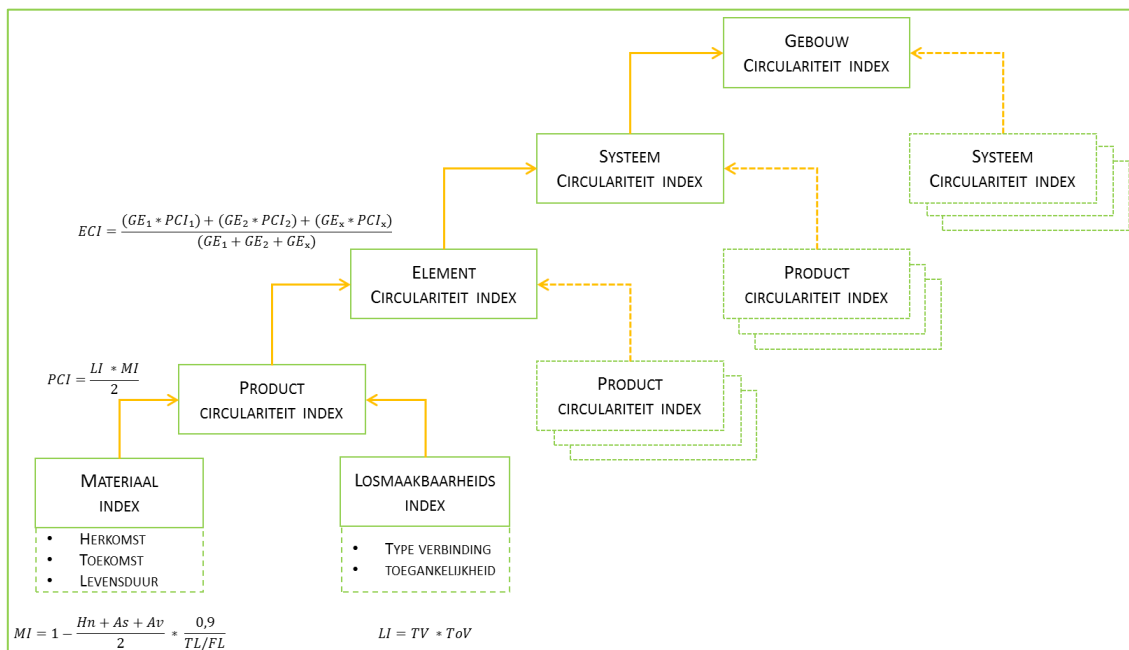 GEBOUW
CIRCULARITEIT INDEX
SYSTEEM
CIRCULARITEIT INDEX
SYSTEEM
CIRCULARITEIT INDEX
ECI = ((GE₁ * PCI₁) + (GE₂ * PCI₂) + (GEₓ * PCIₓ)) / (GE₁ + GE₂ + GEₓ)
ELEMENT
CIRCULARITEIT INDEX
PRODUCT
CIRCULARITEIT INDEX
PCI = (LI * MI) / 2
PRODUCT
CIRCULARITEIT INDEX
PRODUCT
CIRCULARITEIT INDEX
MATERIAAL
INDEX
• HERKOMST
• TOEKOMST
• LEVENSDUUR
LOSMAAKBAARHEIDS
INDEX
• TYPE VERBINDING
• TOEGANKELIJKHEID
MI = 1 − (Hn + As + Av) / 2 * 0,9 / (TL/FL)
LI = TV * ToV